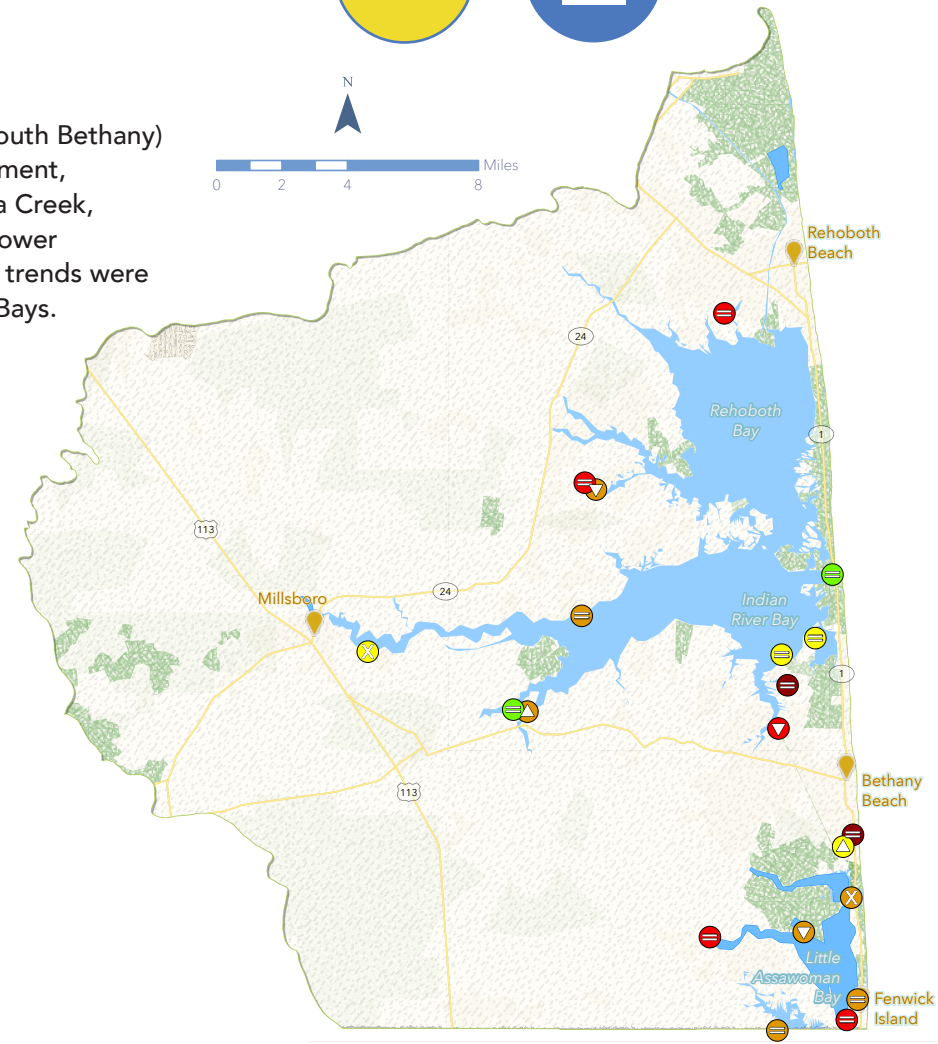 outh Bethany)
ment,
a Creek,
ower
trends were
Bays.
N
Miles
0 2 4 8
Rehoboth
Beach
24
Rehoboth
Bay
1
113
Millsboro
24
Indian
River Bay
X
1
Bethany
Beach
113
X
Little
Assawoman
Bay
Fenwick
Island